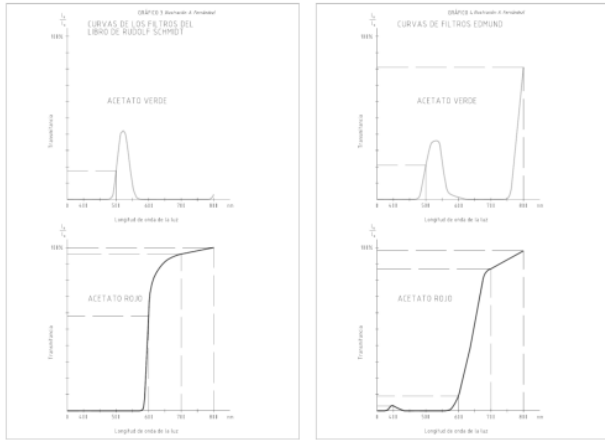 GRÁFICO 3
CURVAS DE LOS FILTROS DEL
LIBRO DE RUDOLF SCHMIDT
100%
ACETATO VERDE
Transmitancia
0 400 500 600 700 800 nm
Longitud de onda de la luz
100%
ACETATO ROJO
Transmitancia
0 400 500 600 700 800 nm
Longitud de onda de la luz
GRÁFICO 4
CURVAS DE FILTROS EDMUND
100%
ACETATO VERDE
Transmitancia
0 400 500 600 700 800 nm
Longitud de onda de la luz
100%
ACETATO ROJO
Transmitancia
0 400 500 600 700 800 nm
Longitud de onda de la luz